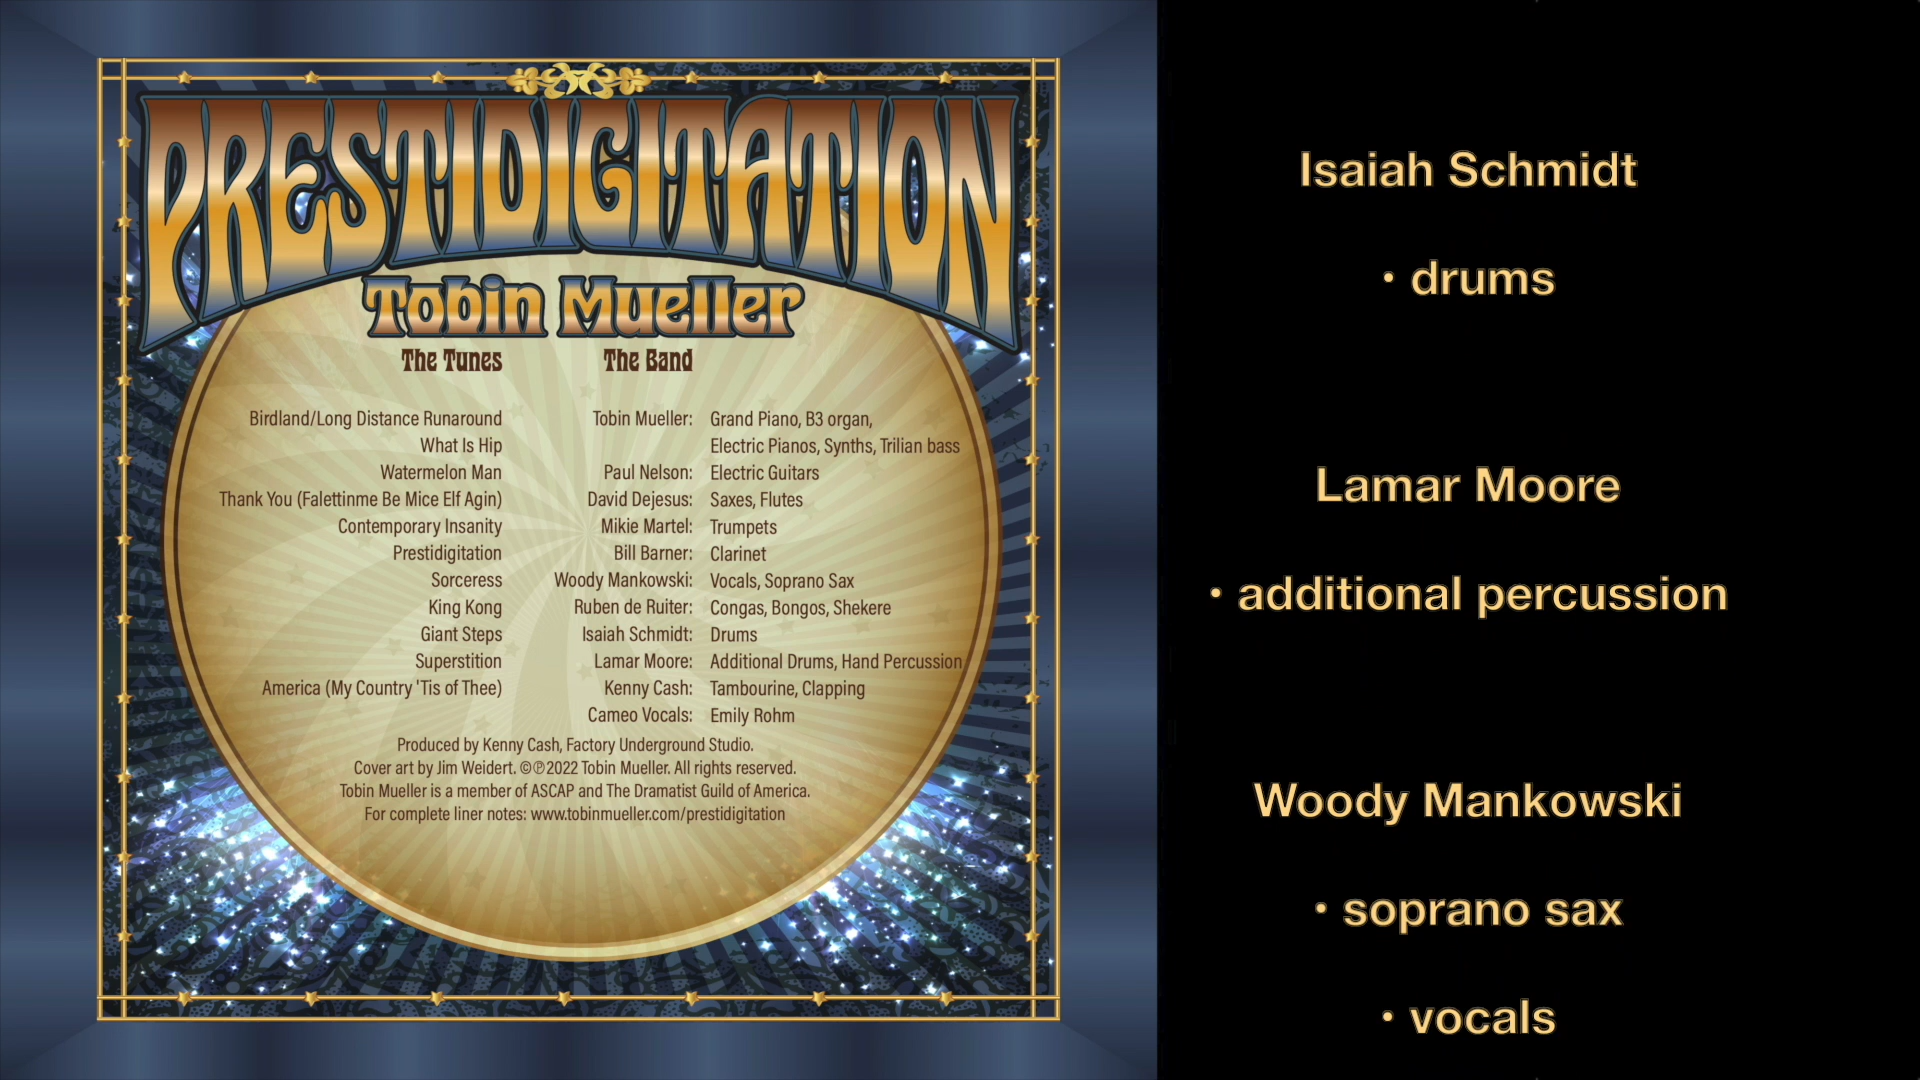 PRESTIDIGITATION
Tobin Mueller
The Tunes
Birdland/Long Distance Runaround
What Is Hip
Watermelon Man
Thank You (Falettinme Be Mice Elf Agin)
Contemporary Insanity
Prestidigitation
Sorceress
King Kong
Giant Steps
Superstition
America (My Country 'Tis of Thee)
The Band
Tobin Mueller: Grand Piano, B3 organ,
Electric Pianos, Synths, Trilian bass
Paul Nelson: Electric Guitars
David Dejesus: Saxes, Flutes
Mikie Martel: Trumpets
Bill Barner: Clarinet
Woody Mankowski: Vocals, Soprano Sax
Ruben de Ruiter: Congas, Bongos, Shekere
Isaiah Schmidt: Drums
Lamar Moore: Additional Drums, Hand Percussion
Kenny Cash: Tambourine, Clapping
Cameo Vocals: Emily Rohm
Produced by Kenny Cash, Factory Underground Studio.
Cover art by Jim Weidert. ©℗2022 Tobin Mueller. All rights reserved.
Tobin Mueller is a member of ASCAP and The Dramatist Guild of America.
For complete liner notes: www.tobinmueller.com/prestidigitation
Isaiah Schmidt
• drums
Lamar Moore
• additional percussion
Woody Mankowski
• soprano sax
• vocals